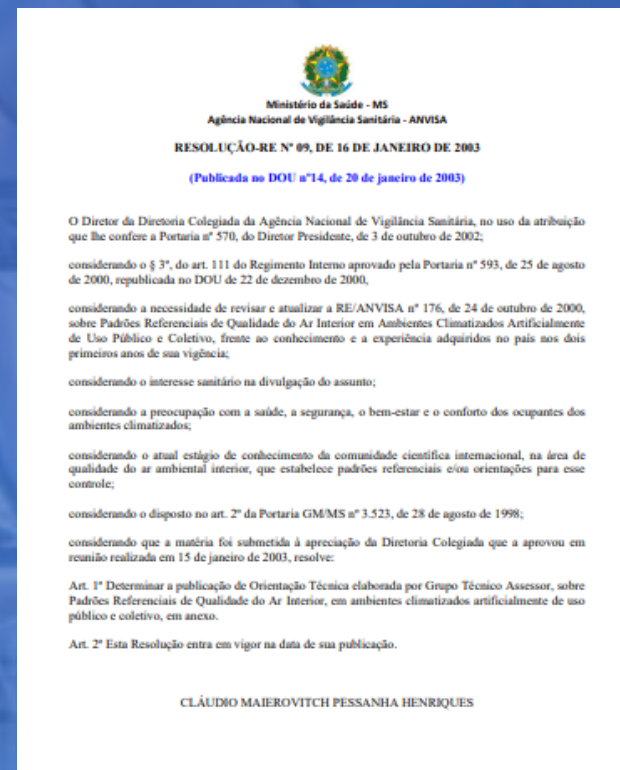 Ministério da Saúde - MS
Agência Nacional de Vigilância Sanitária - ANVISA
RESOLUÇÃO-RE Nº 09, DE 16 DE JANEIRO DE 2003
(Publicada no DOU nº14, de 20 de janeiro de 2003)
O Diretor da Diretoria Colegiada da Agência Nacional de Vigilância Sanitária, no uso da atribuição
que lhe confere a Portaria nº 570, do Diretor Presidente, de 3 de outubro de 2002;
considerando o § 3º, do art. 111 do Regimento Interno aprovado pela Portaria nº 593, de 25 de agosto
de 2000, republicada no DOU de 22 de dezembro de 2000,
considerando a necessidade de revisar e atualizar a RE/ANVISA nº 176, de 24 de outubro de 2000,
sobre Padrões Referenciais de Qualidade do Ar Interior em Ambientes Climatizados Artificialmente
de Uso Público e Coletivo, frente ao conhecimento e a experiência adquiridos no país nos dois
primeiros anos de sua vigência;
considerando o interesse sanitário na divulgação do assunto;
considerando a preocupação com a saúde, a segurança, o bem-estar e o conforto dos ocupantes dos
ambientes climatizados;
considerando o atual estágio de conhecimento da comunidade científica internacional, na área de
qualidade do ar ambiental interior, que estabelece padrões referenciais e/ou orientações para esse
controle;
considerando o disposto no art. 2º da Portaria GM/MS nº 3.523, de 28 de agosto de 1998;
considerando que a matéria foi submetida à apreciação da Diretoria Colegiada que a aprovou em
reunião realizada em 15 de janeiro de 2003, resolve:
Art. 1º Determinar a publicação de Orientação Técnica elaborada por Grupo Técnico Assessor, sobre
Padrões Referenciais de Qualidade do Ar Interior, em ambientes climatizados artificialmente de uso
público e coletivo, em anexo.
Art. 2º Esta Resolução entra em vigor na data de sua publicação.
CLÁUDIO MAIEROVITCH PESSANHA HENRIQUES